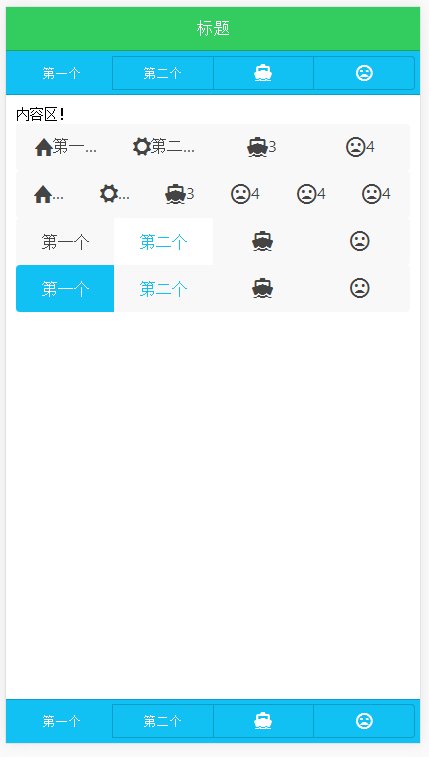 标题
第一个 第二个
内容区!
第一... 第二... 3 4
... ... 3 4 4 4
第一个 第二个
第一个 第二个
第一个 第二个